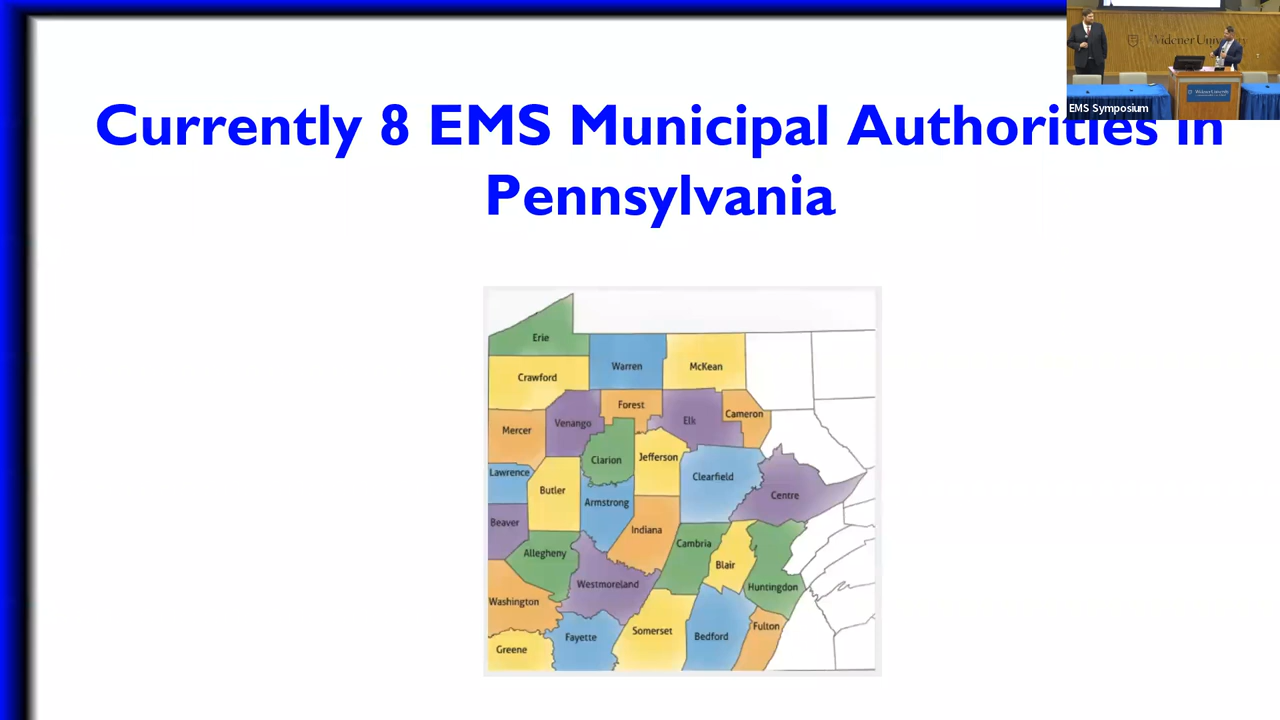 Widener University
EMS Symposium
Currently 8 EMS Municipal Authorities in
Pennsylvania
Erie
Warren
McKean
Crawford
Forest
Cameron
Venango
Elk
Mercer
Clarion
Jefferson
Lawrence
Clearfield
Butler
Centre
Armstrong
Beaver
Indiana
Cambria
Allegheny
Blair
Westmoreland
Huntingdon
Washington
Fulton
Somerset
Bedford
Fayette
Greene